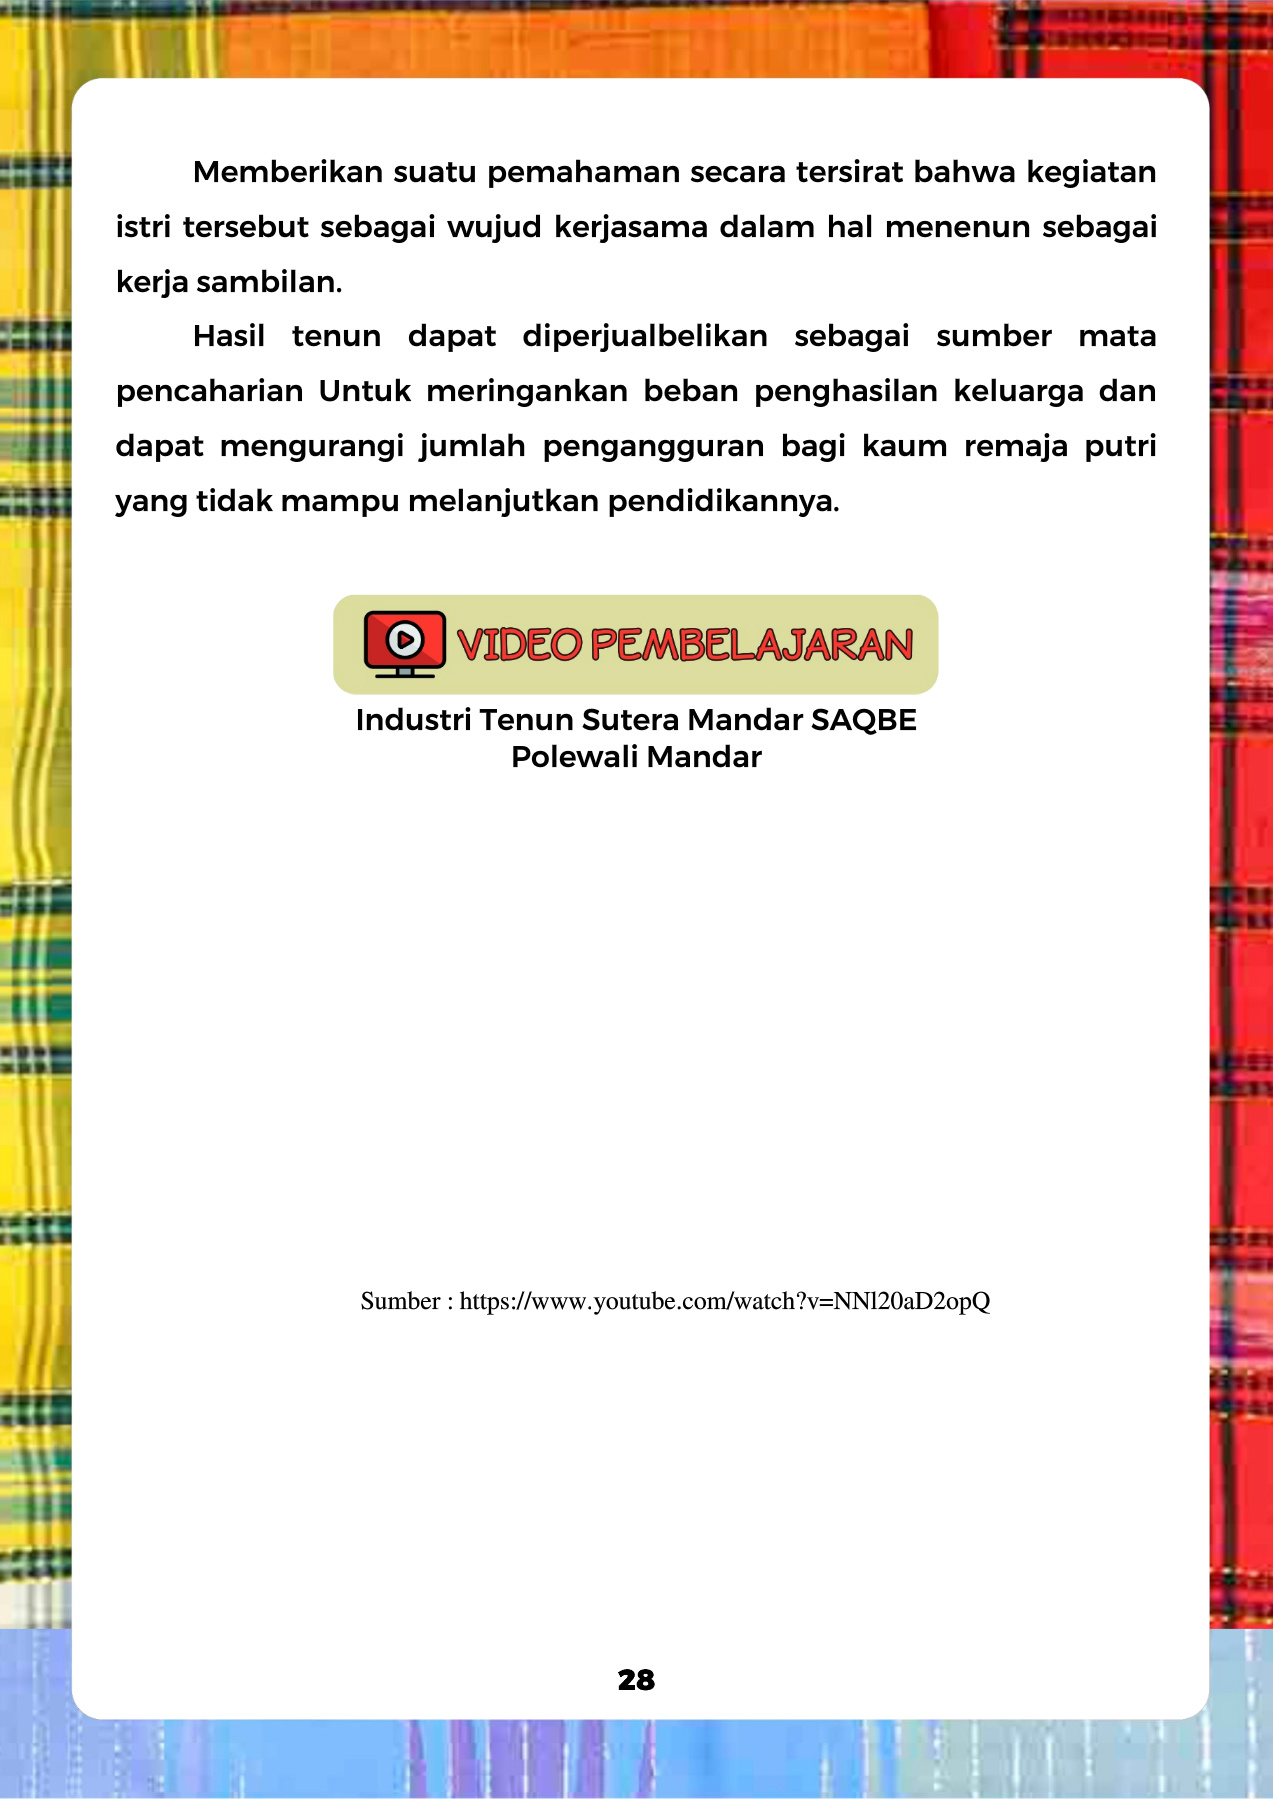 Memberikan suatu pemahaman secara tersirat bahwa kegiatan
istri tersebut sebagai wujud kerjasama dalam hal menenun sebagai
kerja sambilan.
Hasil tenun dapat diperjualbelikan sebagai sumber mata
pencaharian Untuk meringankan beban penghasilan keluarga dan
dapat mengurangi jumlah pengangguran bagi kaum remaja putri
yang tidak mampu melanjutkan pendidikannya.
VIDEO PEMBELAJARAN
Industri Tenun Sutera Mandar SAQBE
Polewali Mandar
Sumber : https://www.youtube.com/watch?v=NNl20aD2opQ
28